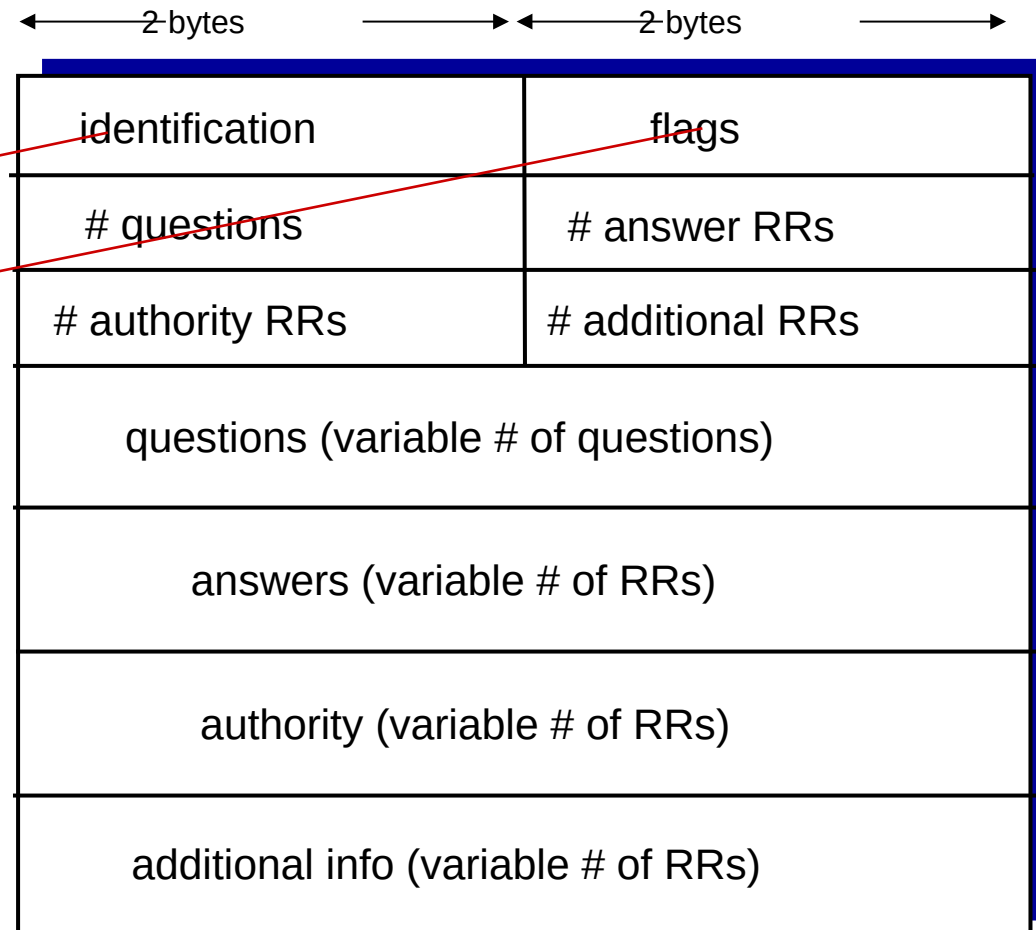 2 bytes 2 bytes
identification flags
# questions # answer RRs
# authority RRs # additional RRs
questions (variable # of questions)
answers (variable # of RRs)
authority (variable # of RRs)
additional info (variable # of RRs)